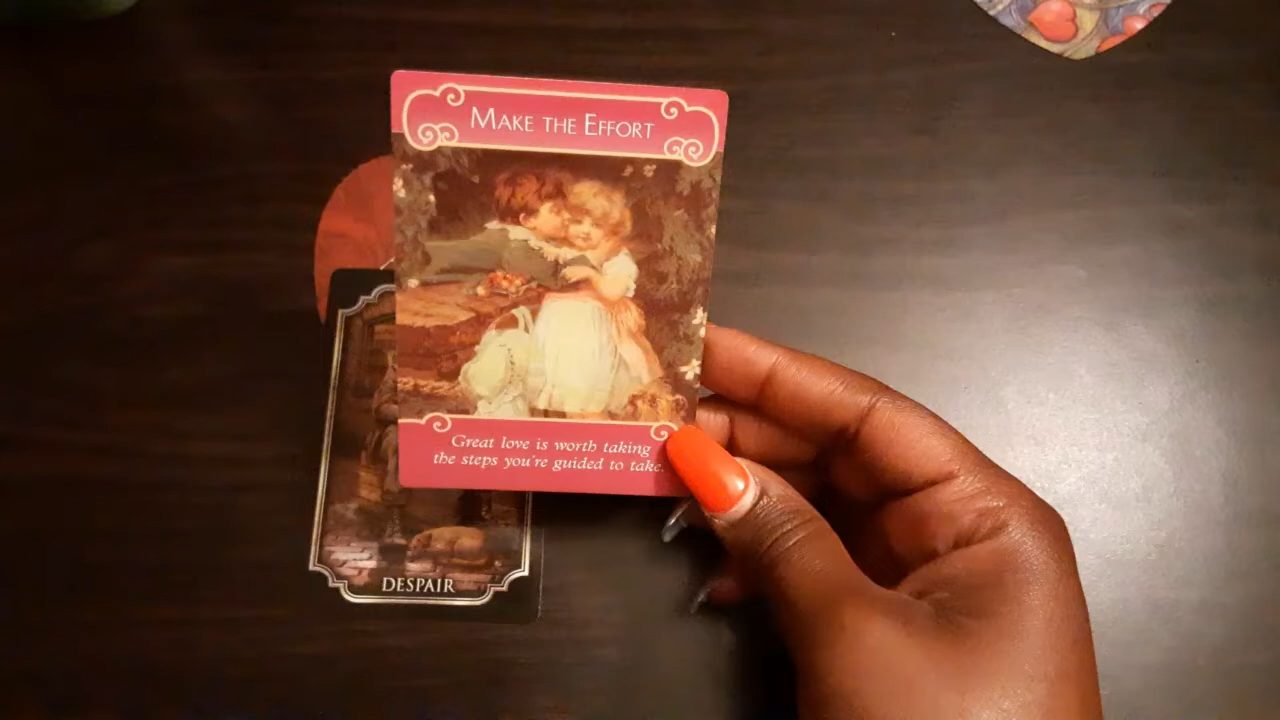 Make the Effort
Great love is worth taking
the steps you're guided to take.
DESPAIR